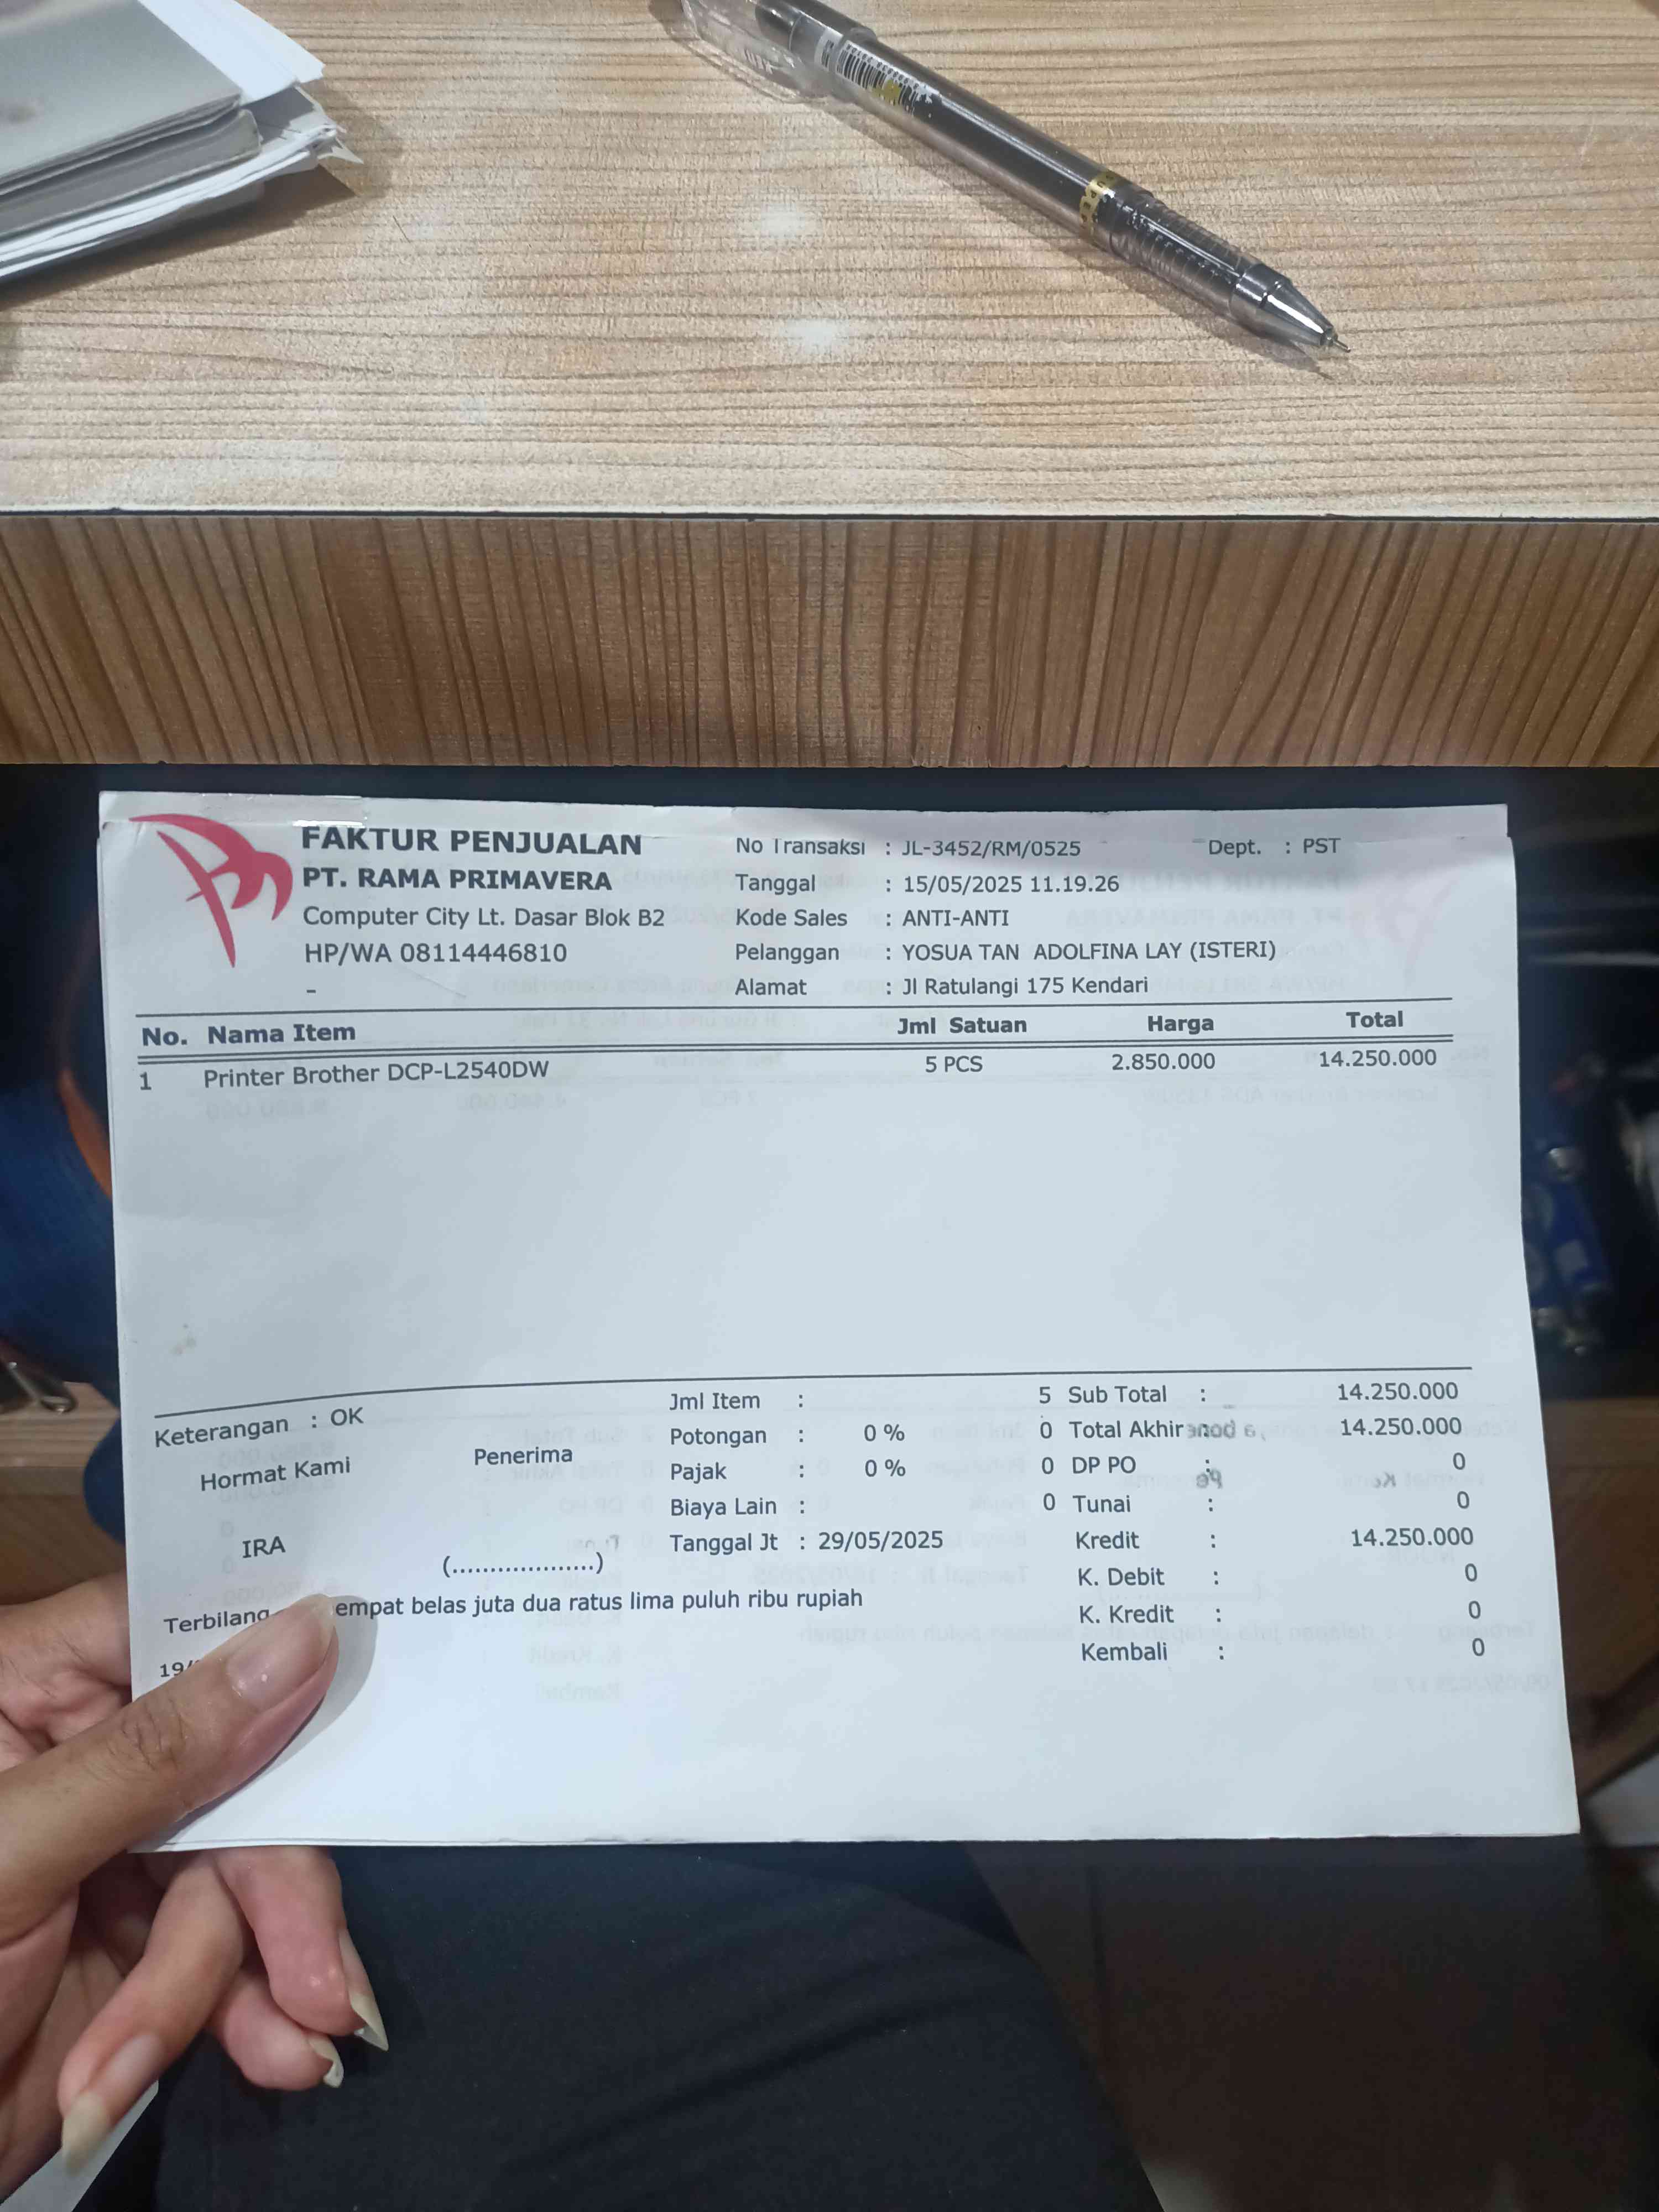 FAKTUR PENJUALAN
PT. RAMA PRIMAVERA
Computer City Lt. Dasar Blok B2
HP/WA 08114446810
-
No Transaksi : JL-3452/RM/0525 Dept. : PST
Tanggal : 15/05/2025 11.19.26
Kode Sales : ANTI-ANTI
Pelanggan : YOSUA TAN ADOLFINA LAY (ISTERI)
Alamat : Jl Ratulangi 175 Kendari
No. Nama Item Jml Satuan Harga Total
1 Printer Brother DCP-L2540DW 5 PCS 2.850.000 14.250.000
Keterangan : OK
Hormat Kami Penerima
IRA (...................)
Jml Item : 5
Potongan : 0 % 0
Pajak : 0 % 0
Biaya Lain : 0
Tanggal Jt : 29/05/2025
Sub Total : 14.250.000
Total Akhir 14.250.000
DP PO : 0
Tunai : 0
Kredit : 14.250.000
K. Debit : 0
K. Kredit : 0
Kembali : 0
Terbilang empat belas juta dua ratus lima puluh ribu rupiah
19/